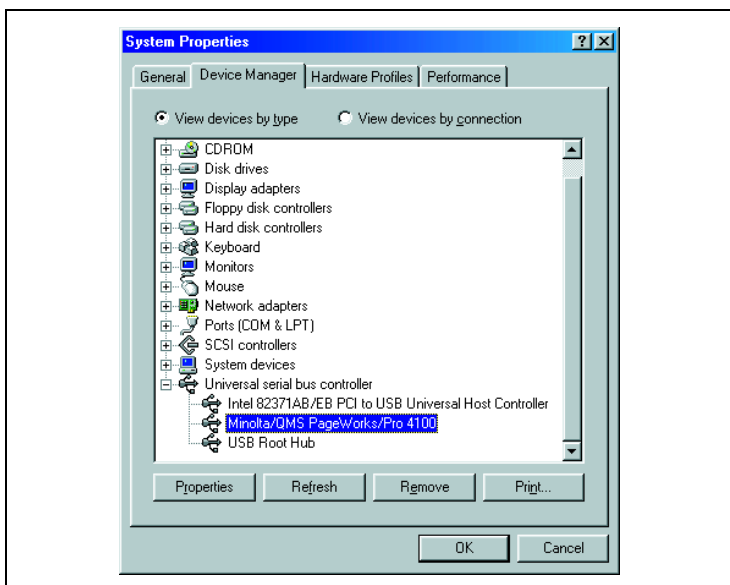 System Properties
General Device Manager Hardware Profiles Performance
View devices by type View devices by connection
CDROM
Disk drives
Display adapters
Floppy disk controllers
Hard disk controllers
Keyboard
Monitors
Mouse
Network adapters
Ports (COM & LPT)
SCSI controllers
System devices
Universal serial bus controller
Intel 82371AB/EB PCI to USB Universal Host Controller
Minolta/QMS PageWorks/Pro 4100
USB Root Hub
Properties Refresh Remove Print...
OK Cancel